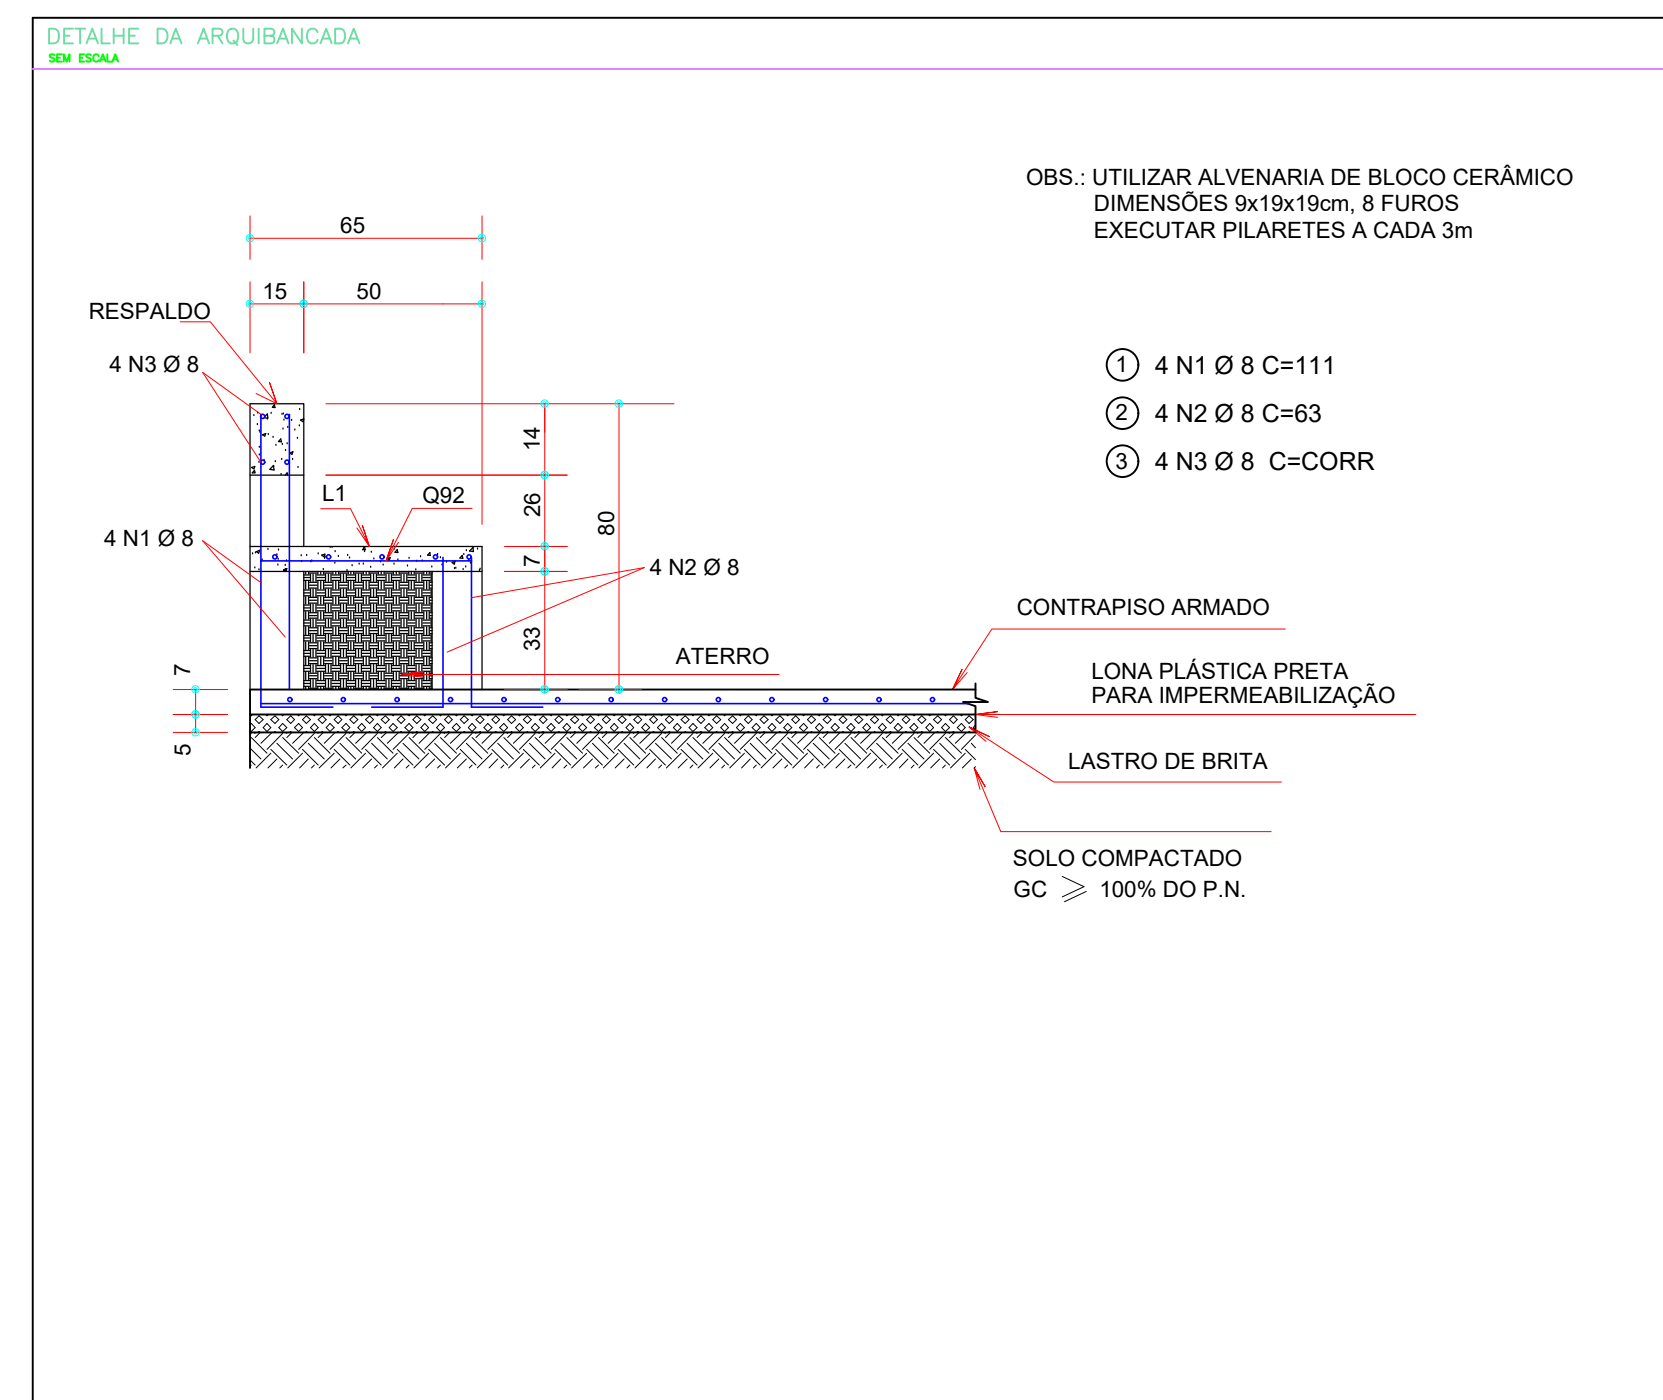 DETALHE DA ARQUIBANCADA
SEM ESCALA
OBS.: UTILIZAR ALVENARIA DE BLOCO CERÂMICO
DIMENSÕES 9x19x19cm, 8 FUROS
EXECUTAR PILARETES A CADA 3m
65
15
50
RESPALDO
4 N3 Ø 8
1 4 N1 Ø 8 C=111
2 4 N2 Ø 8 C=63
3 4 N3 Ø 8 C=CORR
14
L1
Q92
26
80
4 N1 Ø 8
7
4 N2 Ø 8
33
CONTRAPISO ARMADO
ATERRO
7
LONA PLÁSTICA PRETA
PARA IMPERMEABILIZAÇÃO
5
LASTRO DE BRITA
SOLO COMPACTADO
GC ⩾ 100% DO P.N.